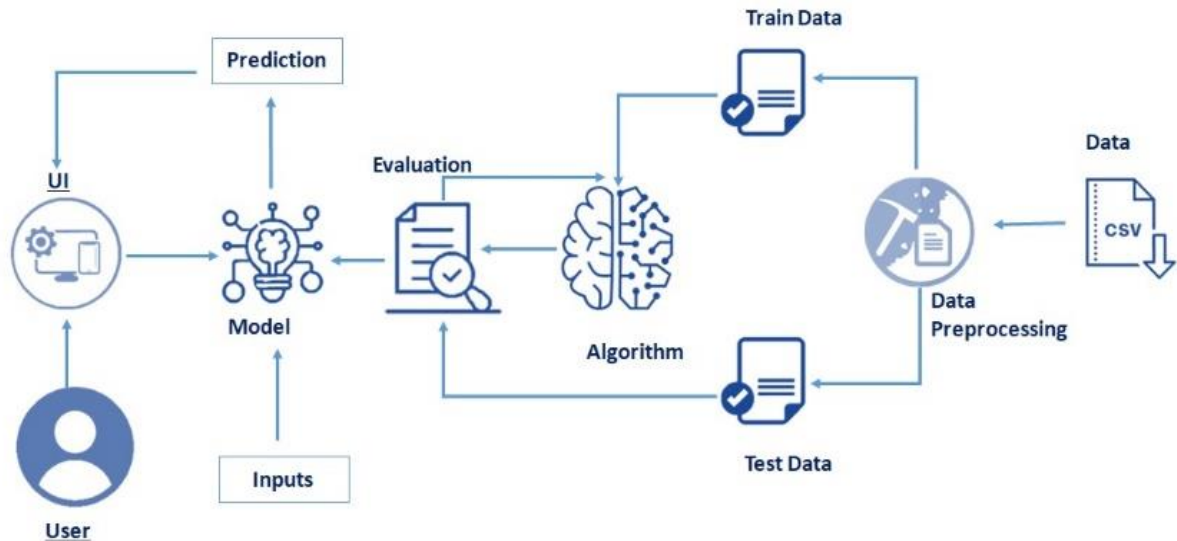 Train Data
Prediction
Data
Evaluation
UI
CSV
Data
Preprocessing
Model
Algorithm
Test Data
Inputs
User